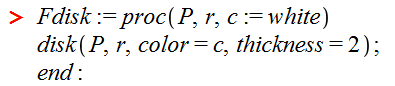 > Fdisk := proc(P, r, c := white)
disk(P, r, color = c, thickness = 2);
end :